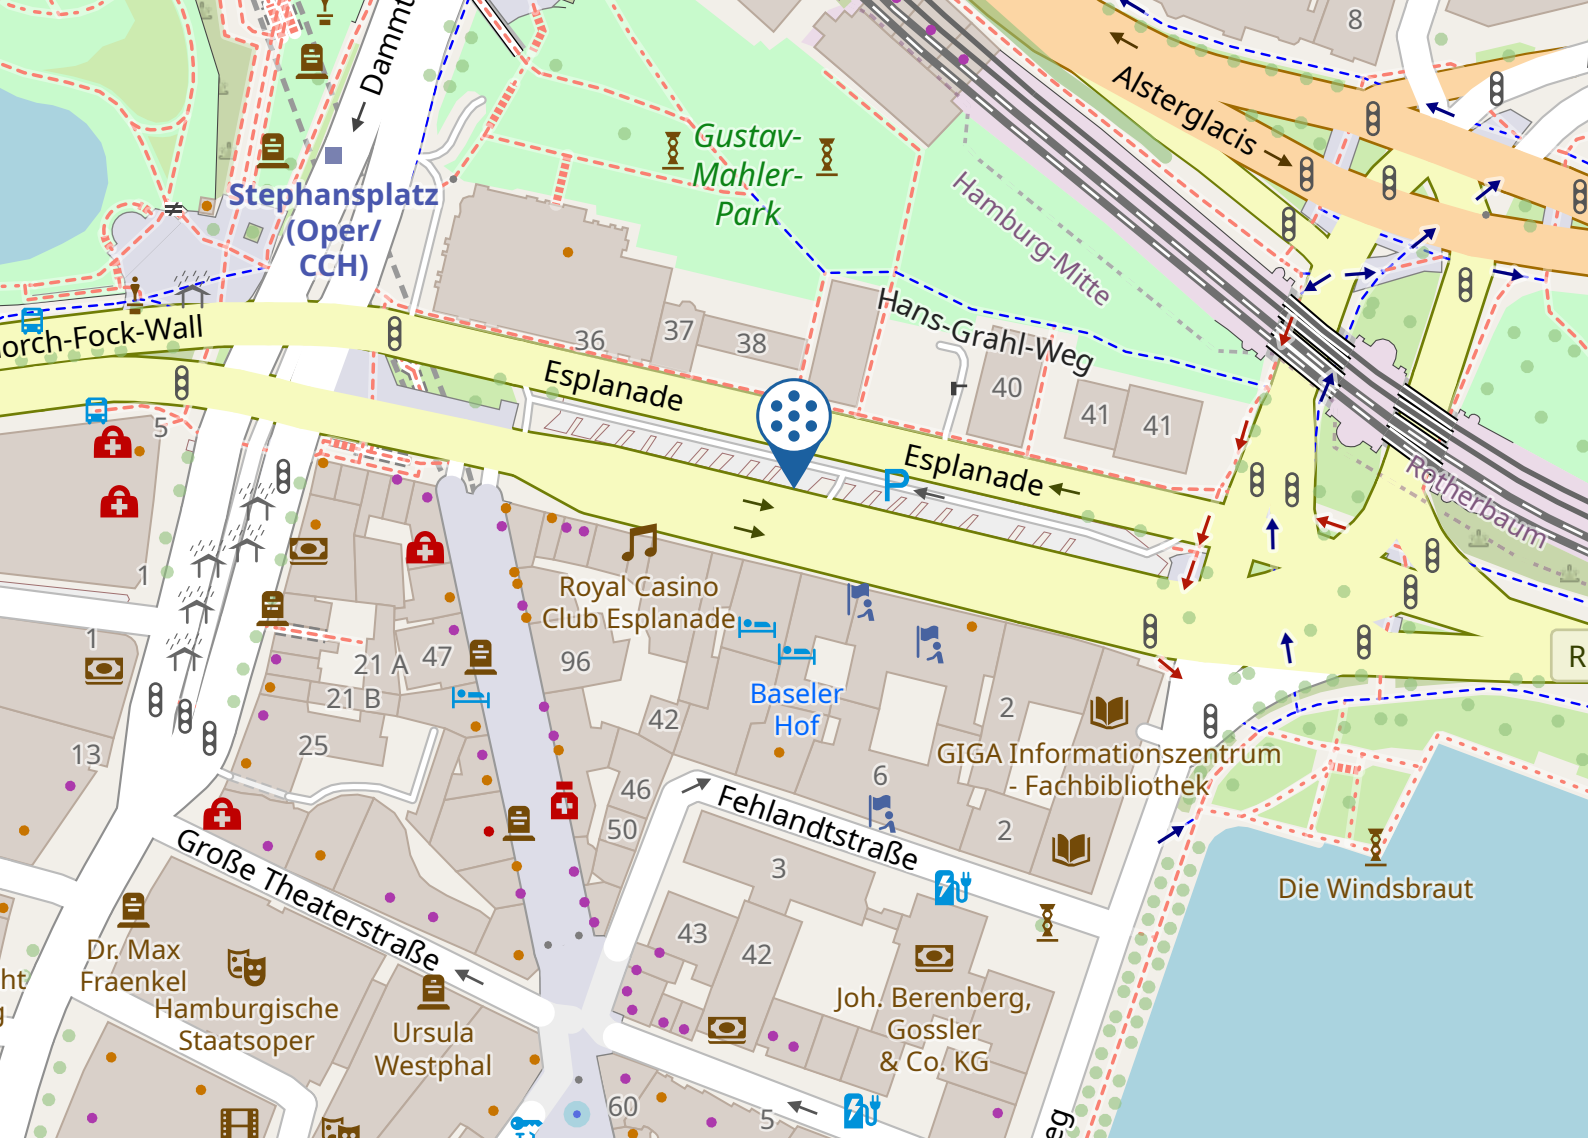 8
Dammt
Alsterglacis
Gustav-
Mahler-
Park
Stephansplatz
(Oper/
CCH)
Hamburg-Mitte
Hans-Grahl-Weg
orch-Fock-Wall
36
37
38
Esplanade
40
41
41
5
Esplanade
P
Rotherbaum
1
Royal Casino
Club Esplanade
1
21 A
47
96
R
21 B
Baseler
Hof
42
2
13
25
GIGA Informationszentrum
- Fachbibliothek
46
6
Fehlandtstraße
50
2
Große Theaterstraße
3
Die Windsbraut
43
42
Dr. Max
Fraenkel
ht
g
Hamburgische
Staatsoper
Ursula
Westphal
Joh. Berenberg,
Gossler
& Co. KG
60
5
eg